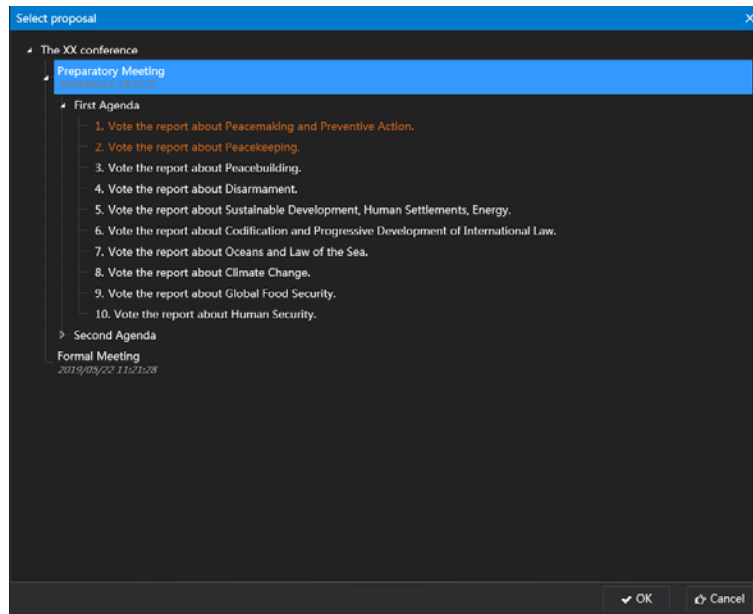 Select proposal
The XX conference
Preparatory Meeting
First Agenda
1. Vote the report about Peacemaking and Preventive Action.
2. Vote the report about Peacekeeping.
3. Vote the report about Peacebuilding.
4. Vote the report about Disarmament.
5. Vote the report about Sustainable Development, Human Settlements, Energy.
6. Vote the report about Codification and Progressive Development of International Law.
7. Vote the report about Oceans and Law of the Sea.
8. Vote the report about Climate Change.
9. Vote the report about Global Food Security.
10. Vote the report about Human Security.
Second Agenda
Formal Meeting
2019/05/22 11:21:28
OK Cancel